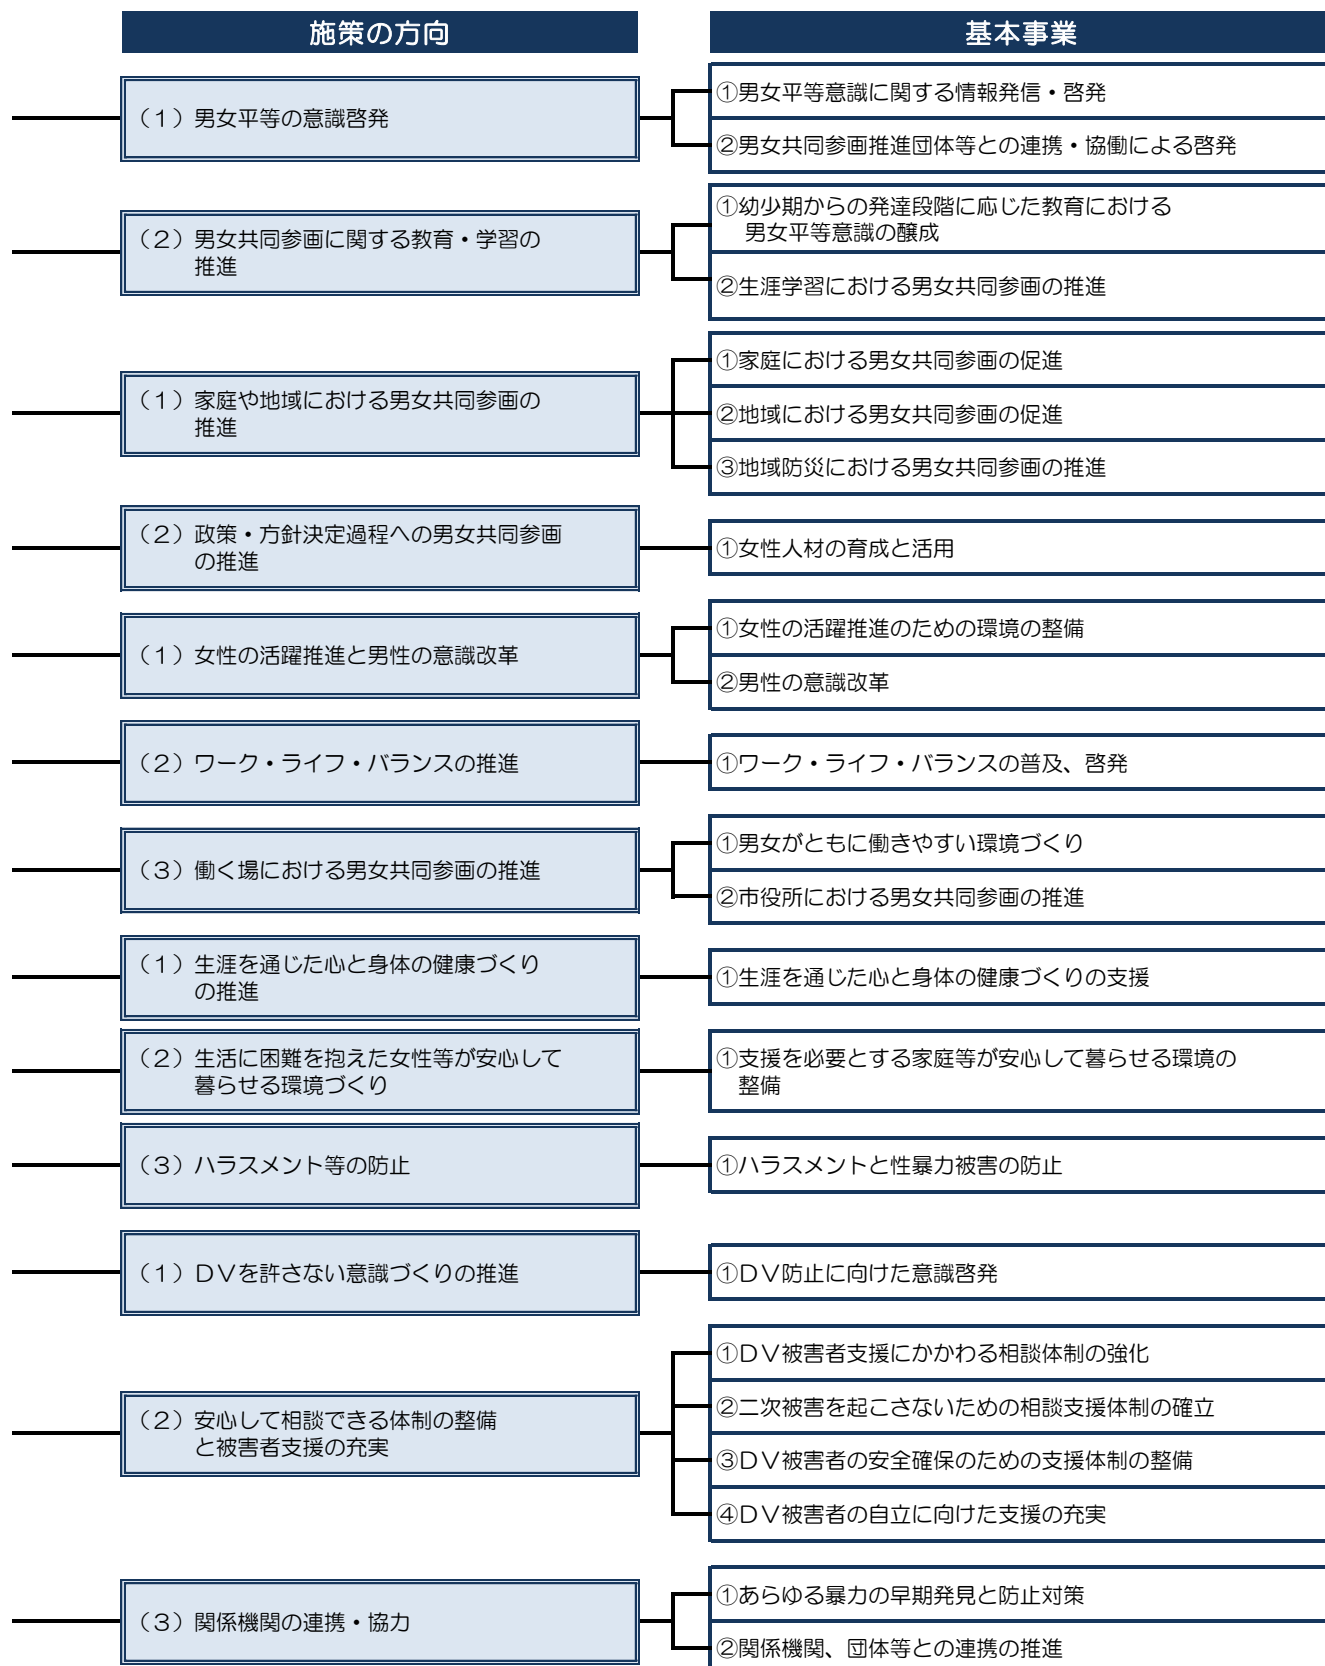 施策の方向
基本事業
（１）男女平等の意識啓発
①男女平等意識に関する情報発信・啓発
②男女共同参画推進団体等との連携・協働による啓発
（２）男女共同参画に関する教育・学習の
推進
①幼少期からの発達段階に応じた教育における
男女平等意識の醸成
②生涯学習における男女共同参画の推進
（１）家庭や地域における男女共同参画の
推進
①家庭における男女共同参画の促進
②地域における男女共同参画の促進
③地域防災における男女共同参画の推進
（２）政策・方針決定過程への男女共同参画
の推進
①女性人材の育成と活用
（１）女性の活躍推進と男性の意識改革
①女性の活躍推進のための環境の整備
②男性の意識改革
（２）ワーク・ライフ・バランスの推進
①ワーク・ライフ・バランスの普及、啓発
（３）働く場における男女共同参画の推進
①男女がともに働きやすい環境づくり
②市役所における男女共同参画の推進
（１）生涯を通じた心と身体の健康づくり
の推進
①生涯を通じた心と身体の健康づくりの支援
（２）生活に困難を抱えた女性等が安心して
暮らせる環境づくり
①支援を必要とする家庭等が安心して暮らせる環境の
整備
（３）ハラスメント等の防止
①ハラスメントと性暴力被害の防止
（１）ＤＶを許さない意識づくりの推進
①ＤＶ防止に向けた意識啓発
（２）安心して相談できる体制の整備
と被害者支援の充実
①ＤＶ被害者支援にかかわる相談体制の強化
②二次被害を起こさないための相談支援体制の確立
③ＤＶ被害者の安全確保のための支援体制の整備
④ＤＶ被害者の自立に向けた支援の充実
（３）関係機関の連携・協力
①あらゆる暴力の早期発見と防止対策
②関係機関、団体等との連携の推進